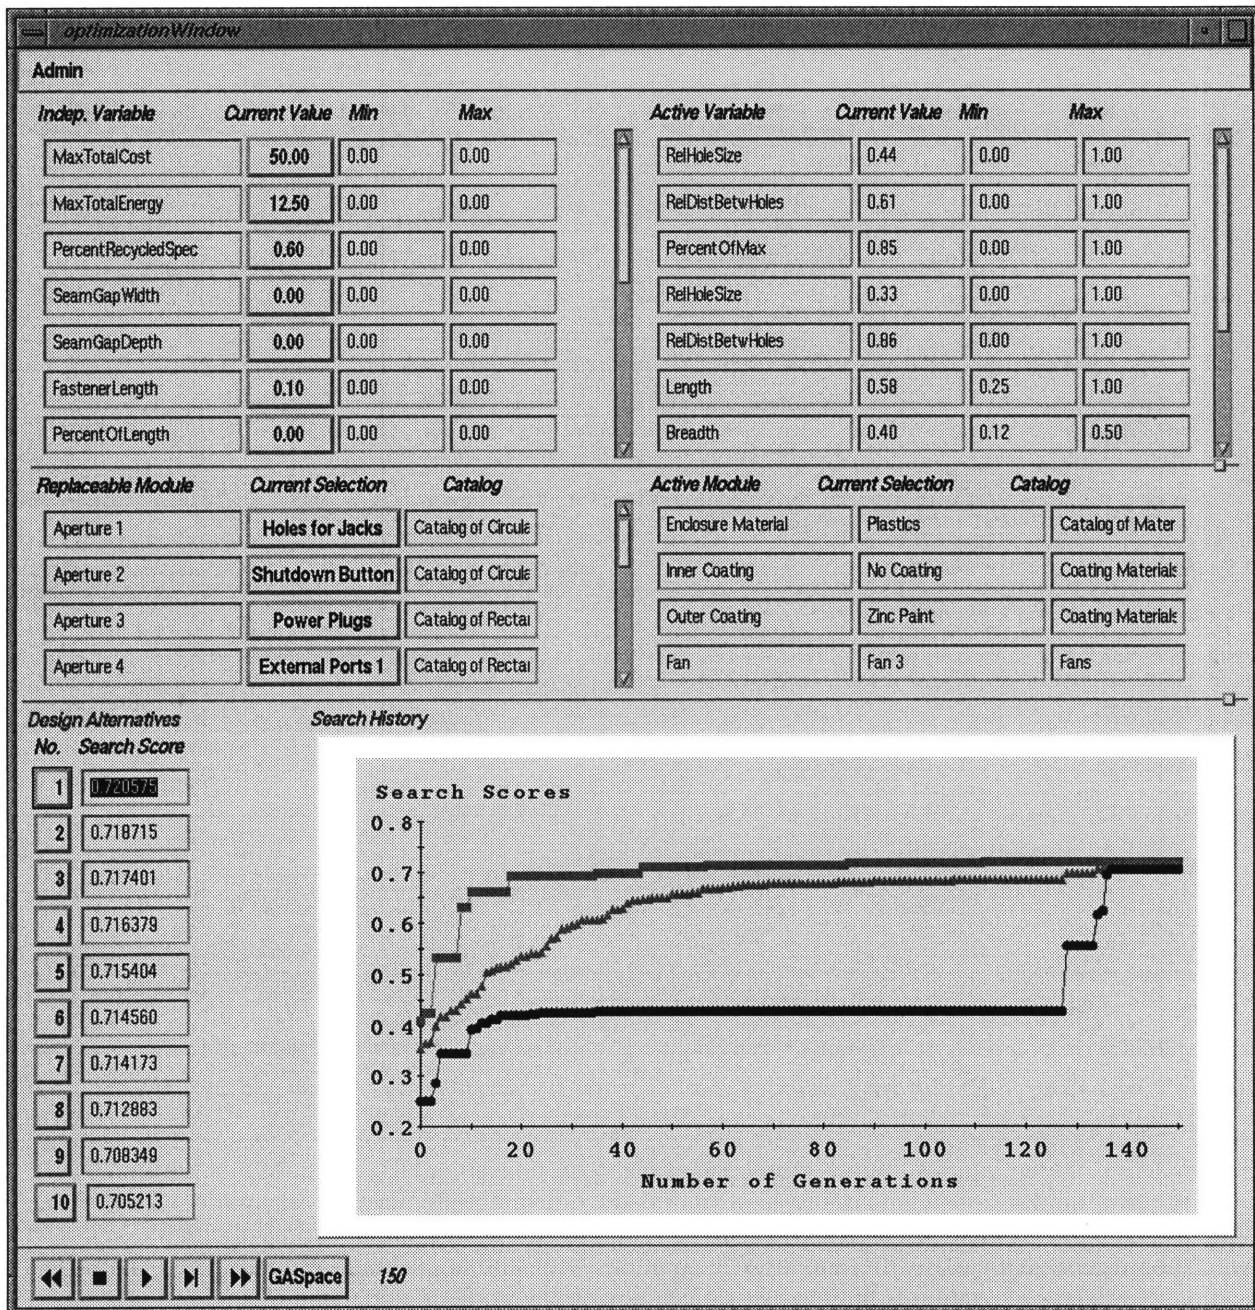 optimizationWindow
Admin
Indep. Variable Current Value Min Max
MaxTotalCost 50.00 0.00 0.00
MaxTotalEnergy 12.50 0.00 0.00
PercentRecycledSpec 0.60 0.00 0.00
SeamGapWidth 0.00 0.00 0.00
SeamGapDepth 0.00 0.00 0.00
FastenerLength 0.10 0.00 0.00
PercentOfLength 0.00 0.00 0.00
Active Variable Current Value Min Max
RelHoleSize 0.44 0.00 1.00
RelDistBetwHoles 0.61 0.00 1.00
PercentOfMax 0.85 0.00 1.00
RelHoleSize 0.33 0.00 1.00
RelDistBetwHoles 0.86 0.00 1.00
Length 0.58 0.25 1.00
Breadth 0.40 0.12 0.50
Replaceable Module Current Selection Catalog
Aperture 1 Holes for Jacks Catalog of Circula
Aperture 2 Shutdown Button Catalog of Circula
Aperture 3 Power Plugs Catalog of Rectai
Aperture 4 External Ports 1 Catalog of Rectai
Active Module Current Selection Catalog
Enclosure Material Plastics Catalog of Mater
Inner Coating No Coating Coating Materials
Outer Coating Zinc Paint Coating Materials
Fan Fan 3 Fans
Design Alternatives
No. Search Score
1 0.720575
2 0.718715
3 0.717401
4 0.716379
5 0.715404
6 0.714560
7 0.714173
8 0.712883
9 0.708349
10 0.705213
Search History
Search Scores
0.8
0.7
0.6
0.5
0.4
0.3
0.2
0 20 40 60 80 100 120 140
Number of Generations
GASpace 150